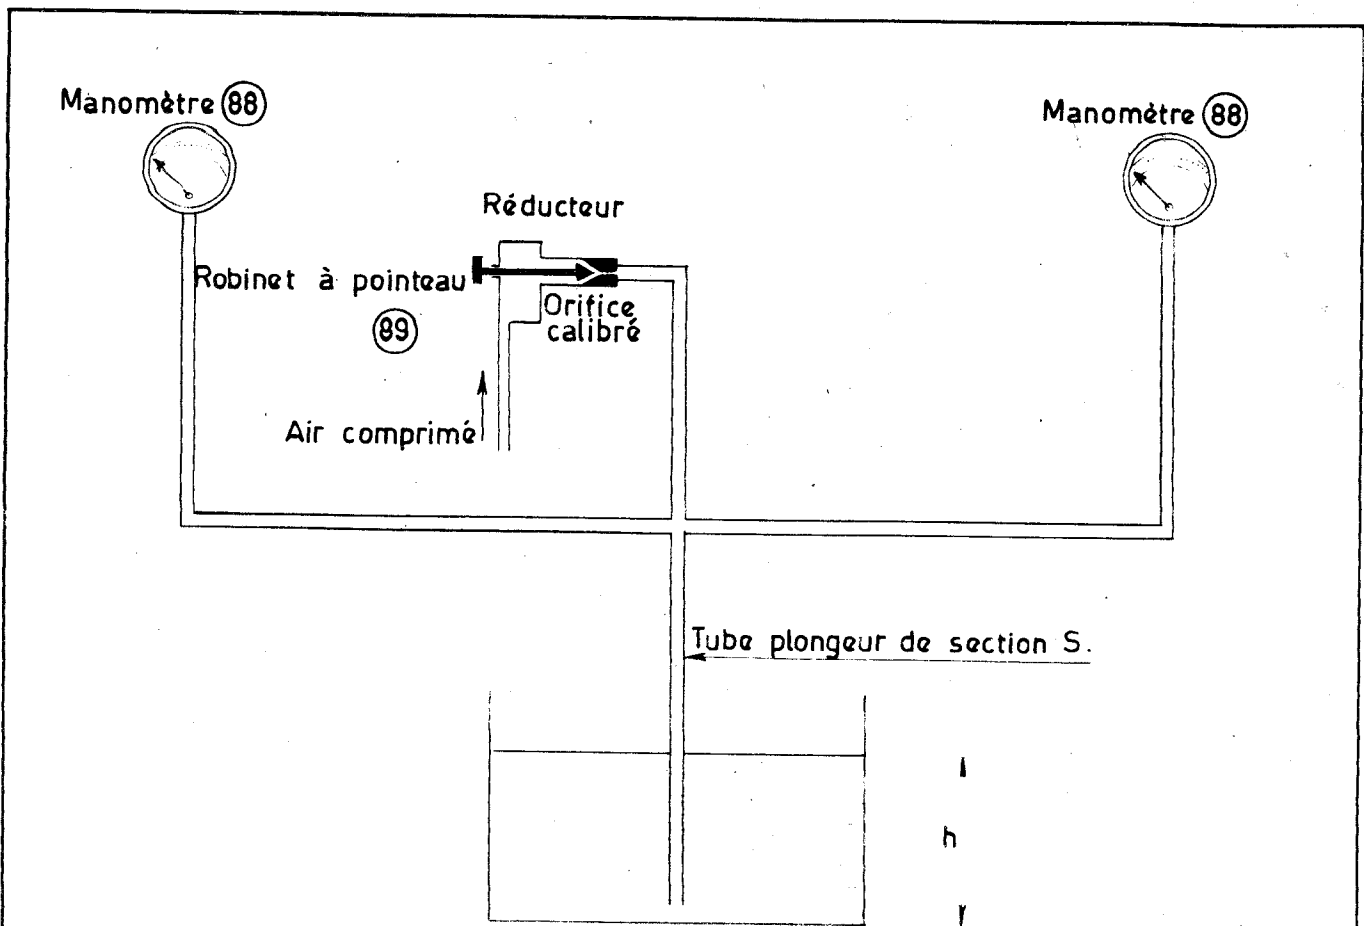 Manomètre 88
Manomètre 88
Réducteur
Robinet à pointeau
89
Orifice
calibré
Air comprimé
Tube plongeur de section S.
h